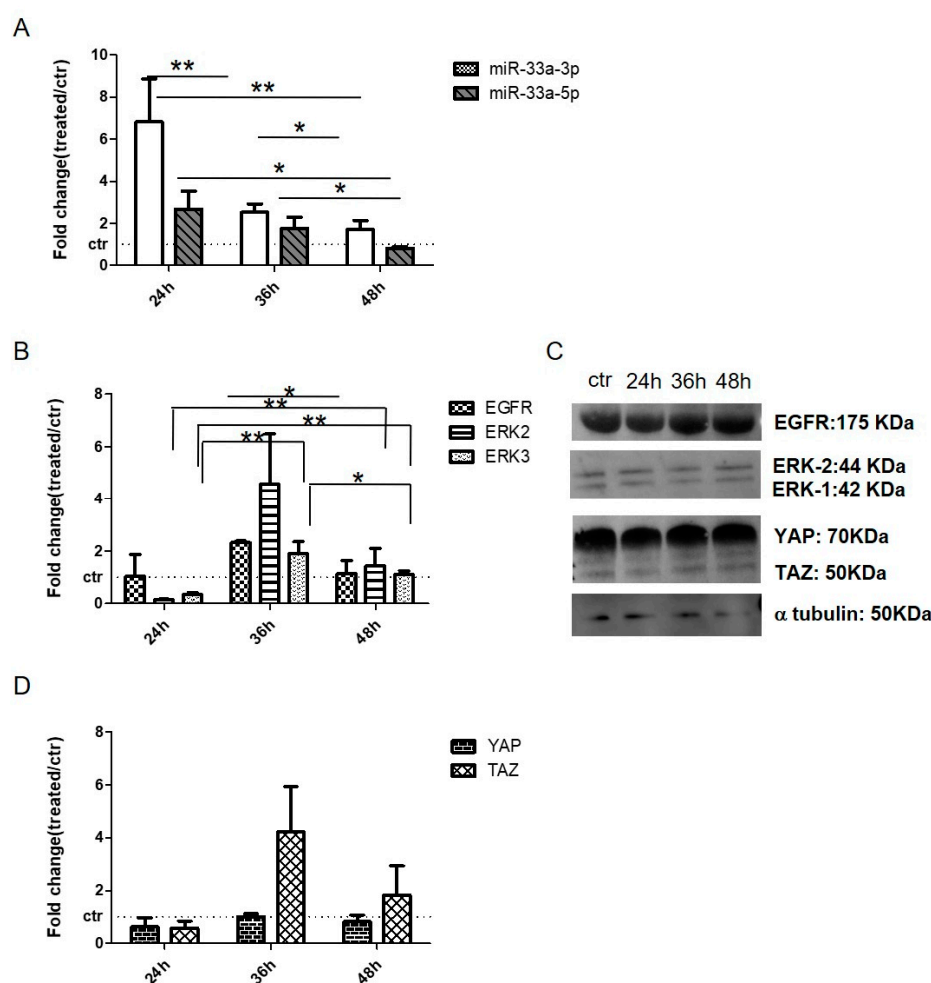 A
Fold change(treated/ctr)
10
8
6
4
2
ctr
0
**
**
*
*
*
miR-33a-3p
miR-33a-5p
24h
36h
48h
B
Fold change(treated/ctr)
8
6
4
2
ctr
0
*
**
**
**
*
EGFR
ERK2
ERK3
24h
36h
48h
C
ctr 24h 36h 48h
EGFR:175 KDa
ERK-2:44 KDa
ERK-1:42 KDa
YAP: 70KDa
TAZ: 50KDa
α tubulin: 50KDa
D
Fold change(treated/ctr)
8
6
4
2
ctr
0
YAP
TAZ
24h
36h
48h